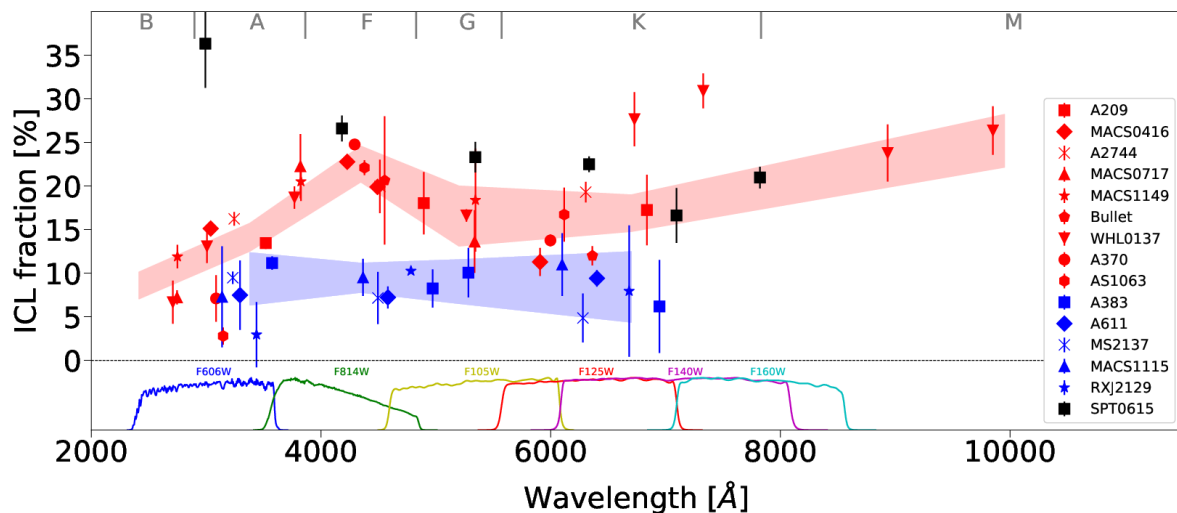 B | A | F | G | K | M
35
30
25
20
15
10
5
0
ICL fraction [%]
F606W F814W F105W F125W F140W F160W
2000 4000 6000 8000 10000
Wavelength [Å]
A209
MACS0416
A2744
MACS0717
MACS1149
Bullet
WHL0137
A370
AS1063
A383
A611
MS2137
MACS1115
RXJ2129
SPT0615